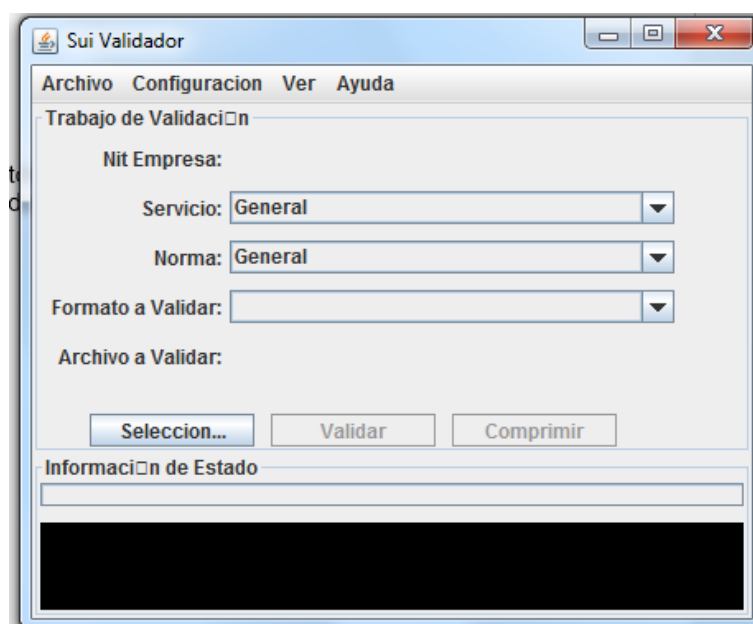 Sui Validador
Archivo Configuracion Ver Ayuda
Trabajo de Validaci□n
Nit Empresa:
Servicio: General
Norma: General
Formato a Validar:
Archivo a Validar:
Seleccion... Validar Comprimir
Informaci□n de Estado